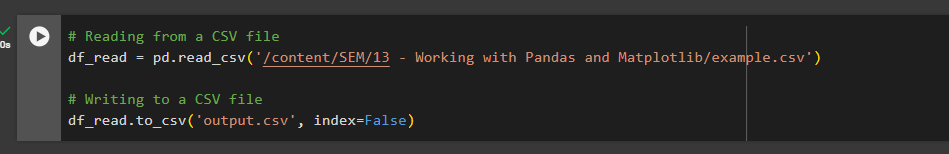 # Reading from a CSV file
df_read = pd.read_csv('/content/SEM/13 - Working with Pandas and Matplotlib/example.csv')
# Writing to a CSV file
df_read.to_csv('output.csv', index=False)
0s